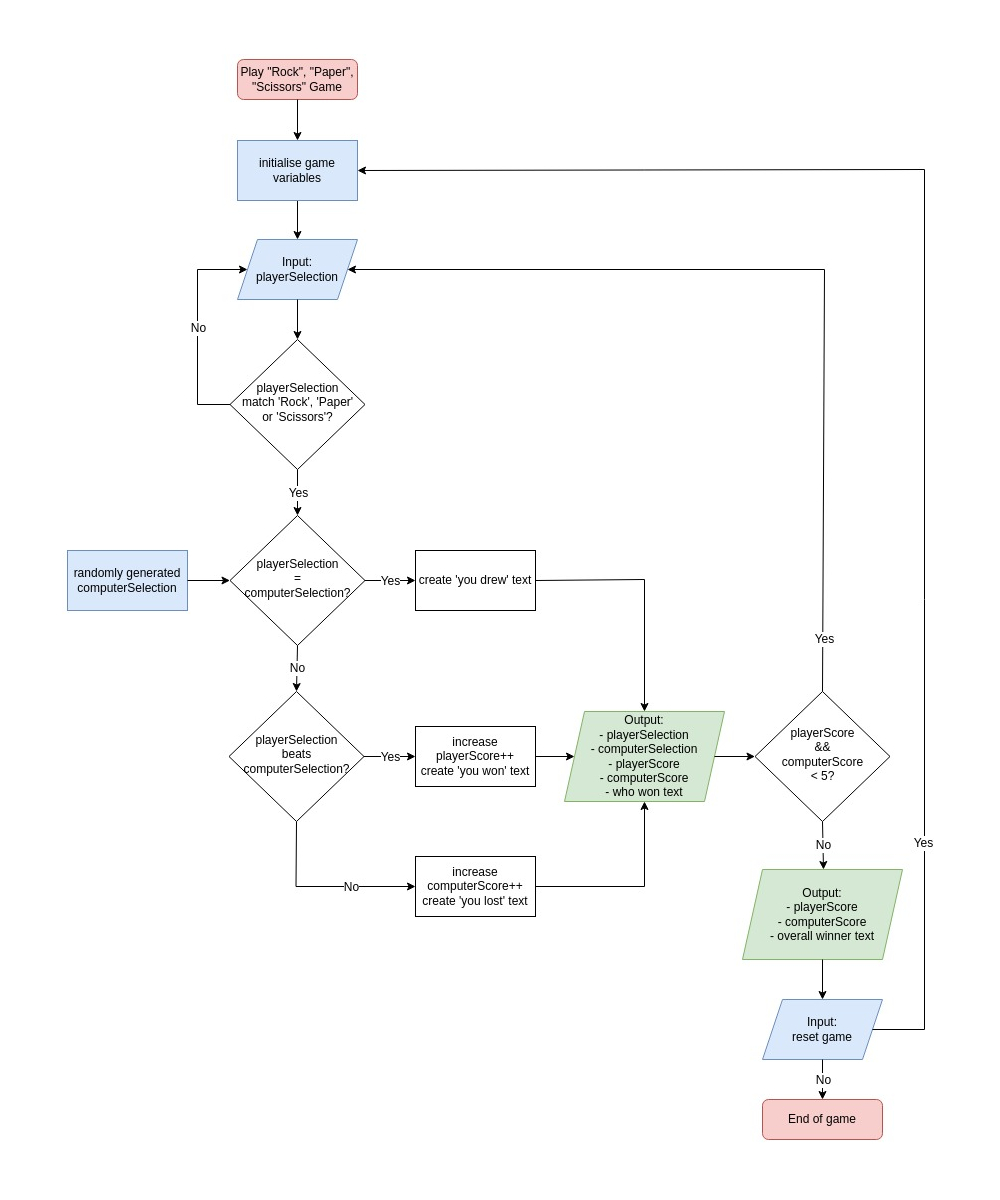 Play "Rock", "Paper",
"Scissors" Game
initialise game
variables
Input:
playerSelection
No
playerSelection
match 'Rock', 'Paper'
or 'Scissors'?
Yes
randomly generated
computerSelection
playerSelection
=
computerSelection?
Yes
create 'you drew' text
No
playerSelection
beats
computerSelection?
Yes
increase
playerScore++
create 'you won' text
No
increase
computerScore++
create 'you lost' text
Output:
- playerSelection
- computerSelection
- playerScore
- computerScore
- who won text
Yes
playerScore
&&
computerScore
< 5?
No
Output:
- playerScore
- computerScore
- overall winner text
Input:
reset game
Yes
No
End of game